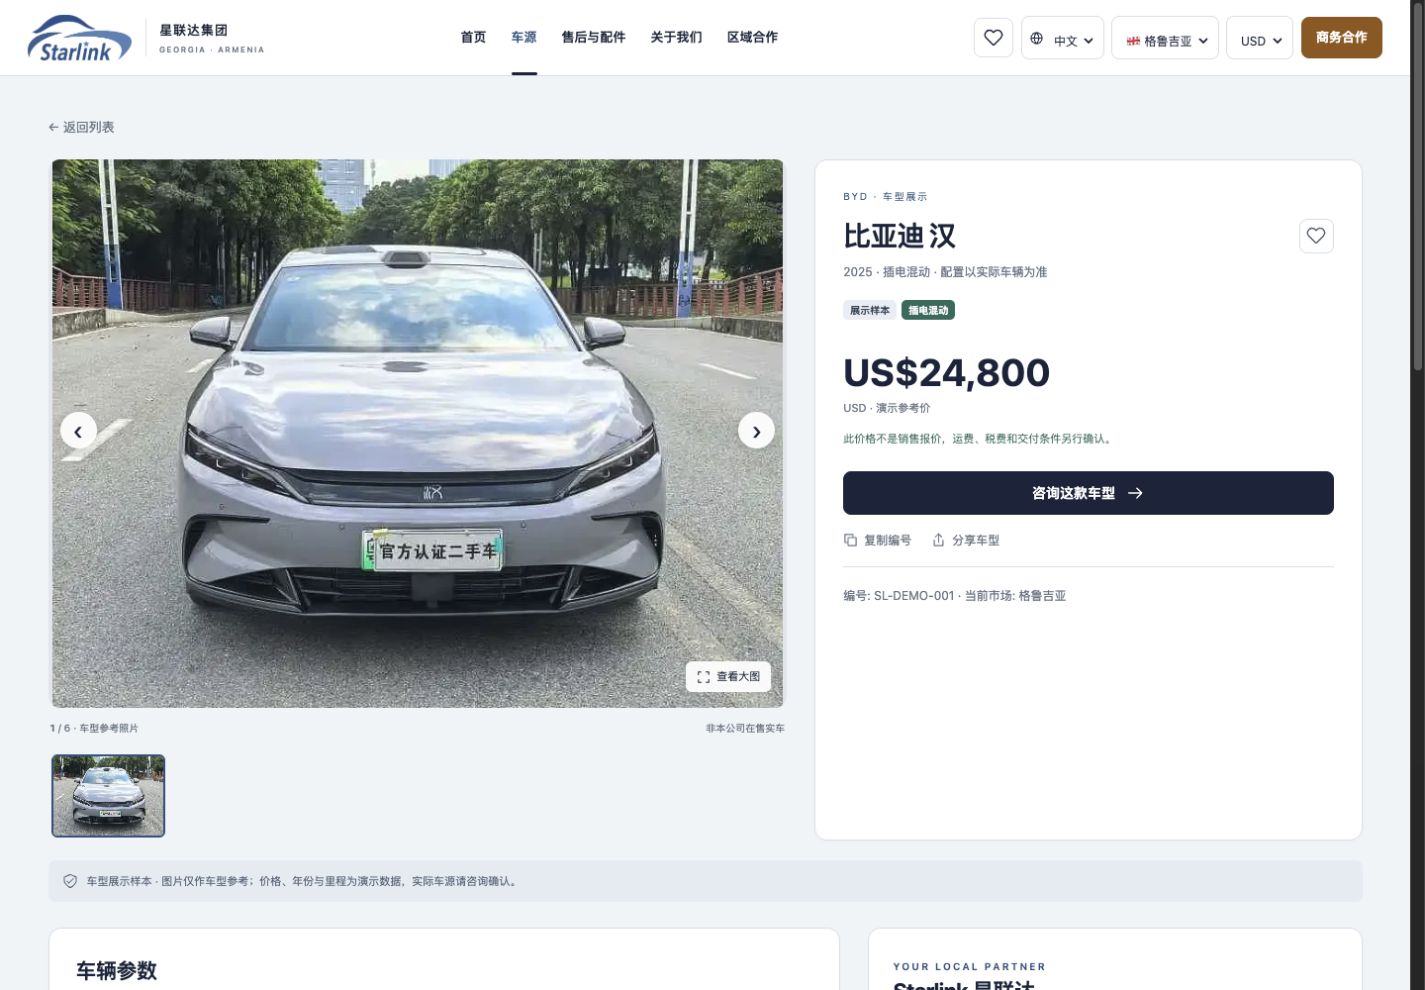 Starlink
星联达集团
GEORGIA · ARMENIA
首页
车源
售后与配件
关于我们
区域合作
中文
格鲁吉亚
USD
商务合作
← 返回列表
汉
官方认证二手车
查看大图
1 / 6 · 车型参考照片
非本公司在售实车
BYD · 车型展示
比亚迪 汉
2025 · 插电混动 · 配置以实际车辆为准
展示样本
插电混动
US$24,800
USD · 演示参考价
此价格不是销售报价，运费、税费和交付条件另行确认。
咨询这款车型 →
复制编号
分享车型
编号: SL-DEMO-001 · 当前市场: 格鲁吉亚
车型展示样本 · 图片仅作车型参考；价格、年份与里程为演示数据，实际车源请咨询确认。
车辆参数
YOUR LOCAL PARTNER
Starlink 星联达